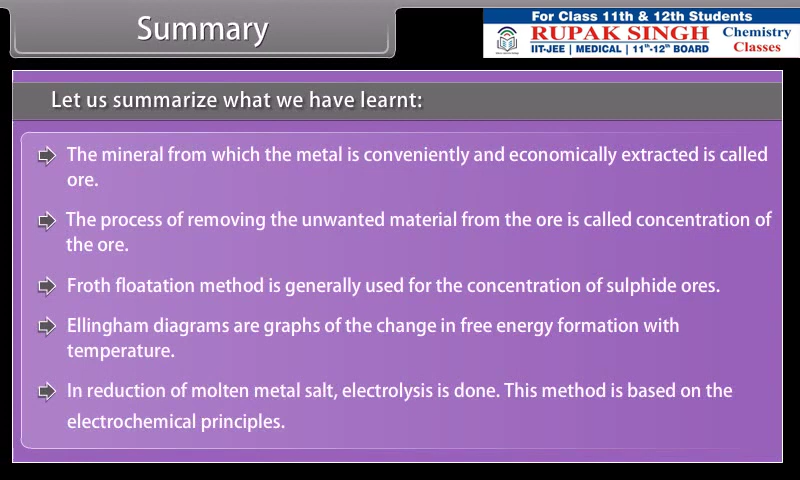 Summary
For Class 11th & 12th Students
RUPAK SINGH
IIT-JEE | MEDICAL | 11th-12th BOARD
Chemistry
Classes
Let us summarize what we have learnt:
The mineral from which the metal is conveniently and economically extracted is called
ore.
The process of removing the unwanted material from the ore is called concentration of
the ore.
Froth floatation method is generally used for the concentration of sulphide ores.
Ellingham diagrams are graphs of the change in free energy formation with
temperature.
In reduction of molten metal salt, electrolysis is done. This method is based on the
electrochemical principles.